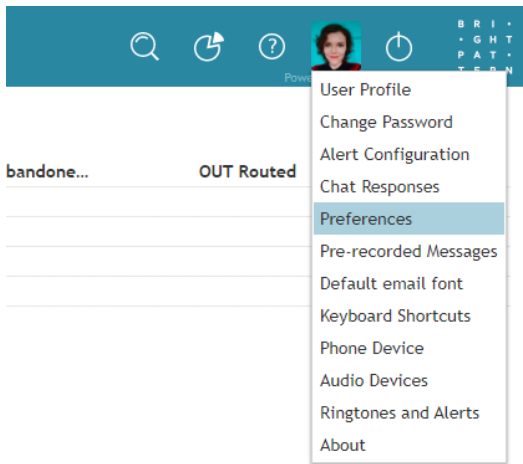 B R I ·
· G H T
P A T ·
T E R N
Powe
User Profile
Change Password
Alert Configuration
bandone... OUT Routed
Chat Responses
Preferences
Pre-recorded Messages
Default email font
Keyboard Shortcuts
Phone Device
Audio Devices
Ringtones and Alerts
About